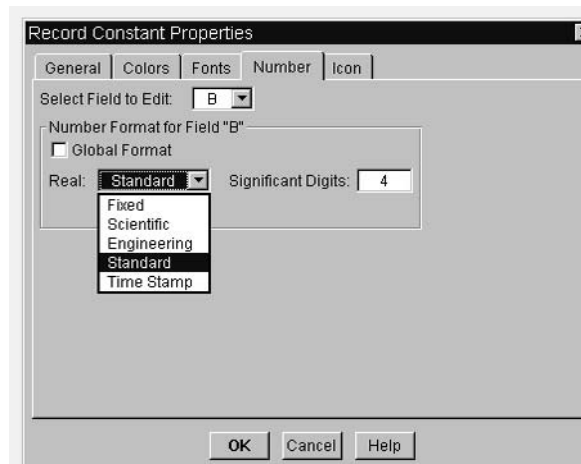 Record Constant Properties
General Colors Fonts Number Icon
Select Field to Edit: B
Number Format for Field "B"
Global Format
Real: Standard Significant Digits: 4
Fixed
Scientific
Engineering
Standard
Time Stamp
OK Cancel Help